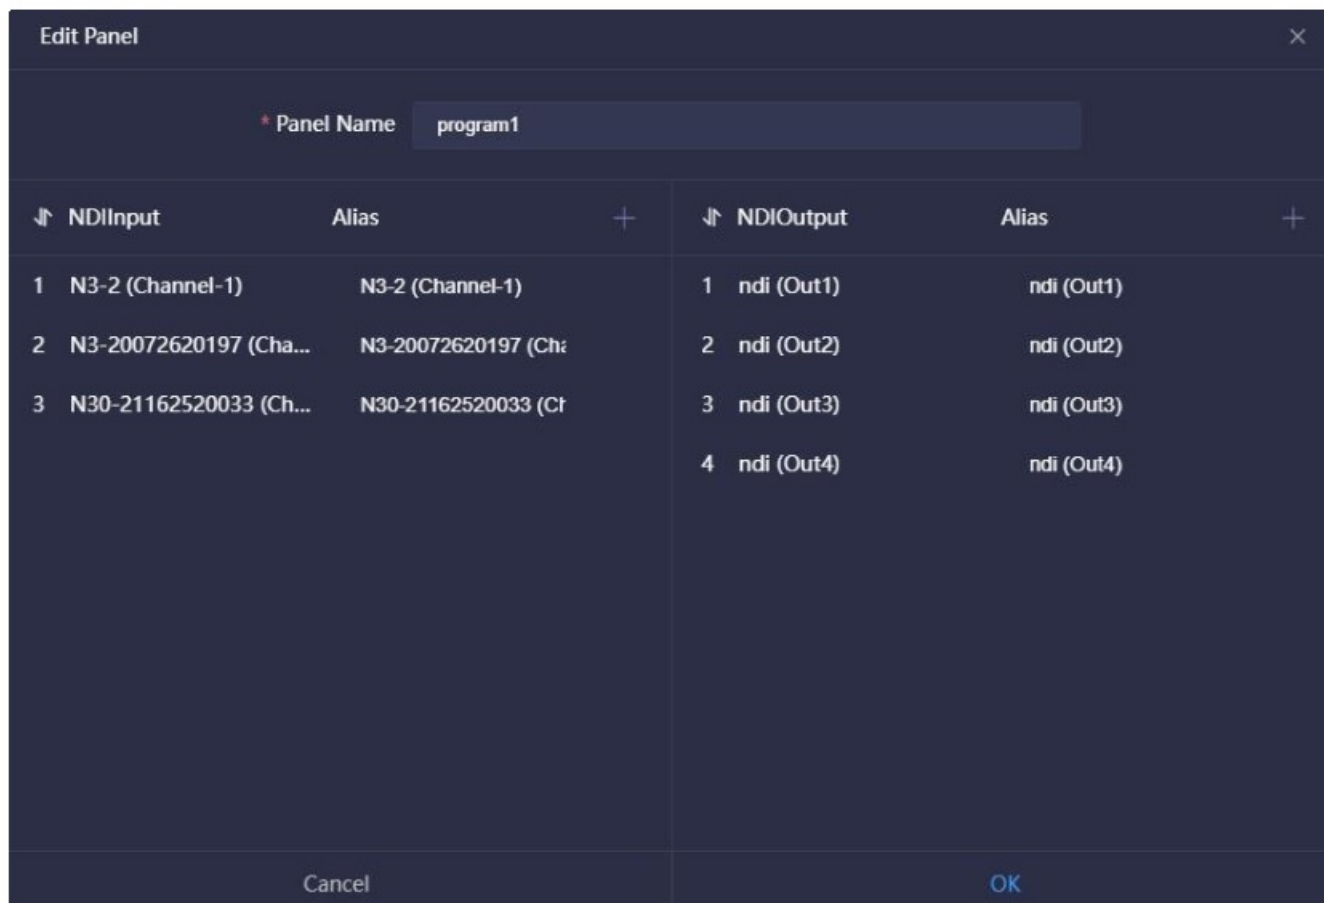 Edit Panel
* Panel Name program1
NDIInput Alias
1 N3-2 (Channel-1) N3-2 (Channel-1)
2 N3-20072620197 (Cha... N3-20072620197 (Cha
3 N30-21162520033 (Ch... N30-21162520033 (Ch
NDIOutput Alias
1 ndi (Out1) ndi (Out1)
2 ndi (Out2) ndi (Out2)
3 ndi (Out3) ndi (Out3)
4 ndi (Out4) ndi (Out4)
Cancel OK